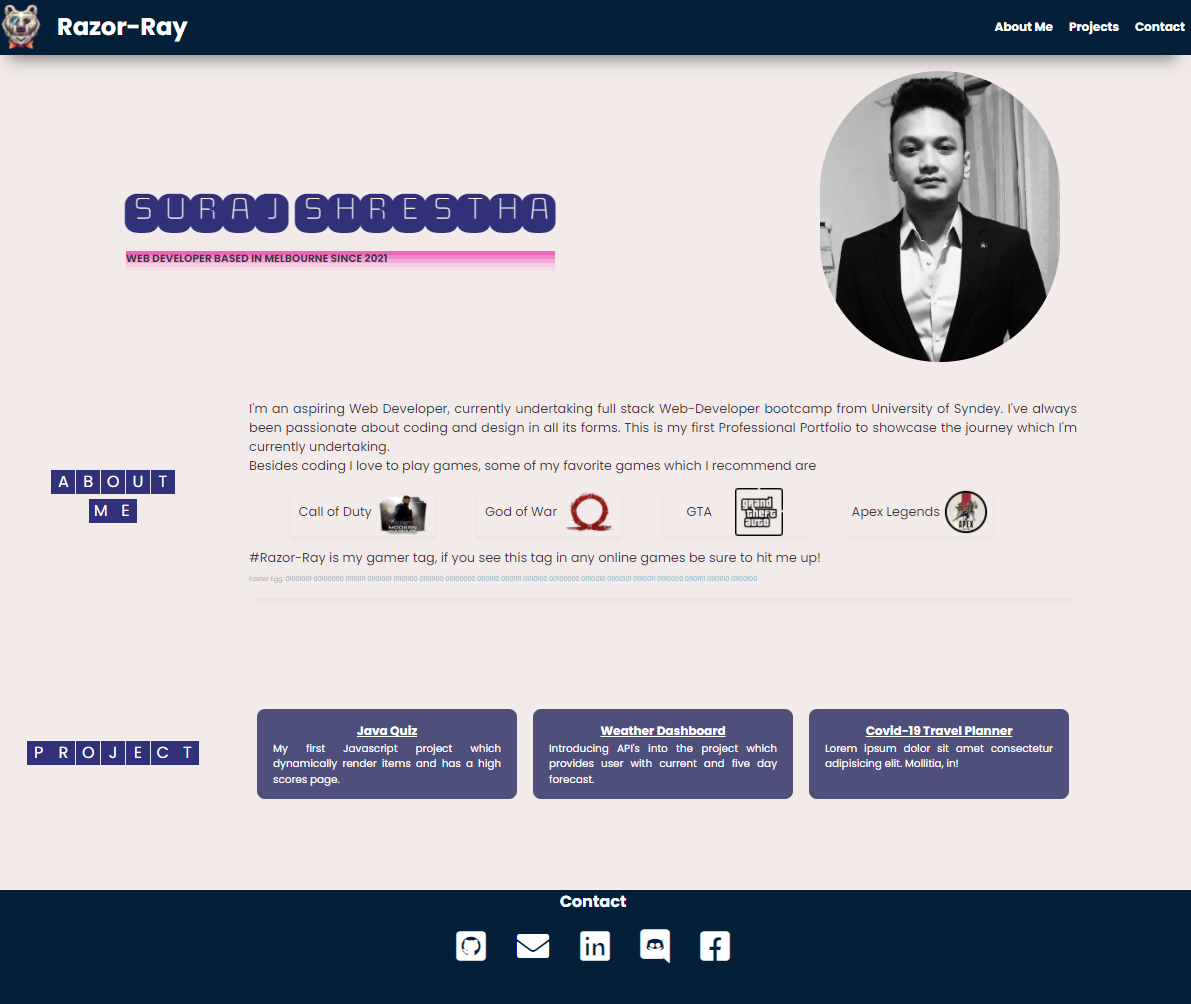 Razor-Ray
About Me Projects Contact
SURAJ SHRESTHA
WEB DEVELOPER BASED IN MELBOURNE SINCE 2021
I'm an aspiring Web Developer, currently undertaking full stack Web-Developer bootcamp from University of Syndey. I've always
been passionate about coding and design in all its forms. This is my first Professional Portfolio to showcase the journey which I'm
currently undertaking.
Besides coding I love to play games, some of my favorite games which I recommend are
ABOUT
ME
Call of Duty
MODERN
God of War
GTA
grand
theft
auto
Apex Legends
APEX
#Razor-Ray is my gamer tag, if you see this tag in any online games be sure to hit me up!
Easter Egg:
PROJECT
Java Quiz
My first Javascript project which
dynamically render items and has a high
scores page.
Weather Dashboard
Introducing API's into the project which
provides user with current and five day
forecast.
Covid-19 Travel Planner
Lorem ipsum dolor sit amet consectetur
adipisicing elit. Mollitia, in!
Contact
in